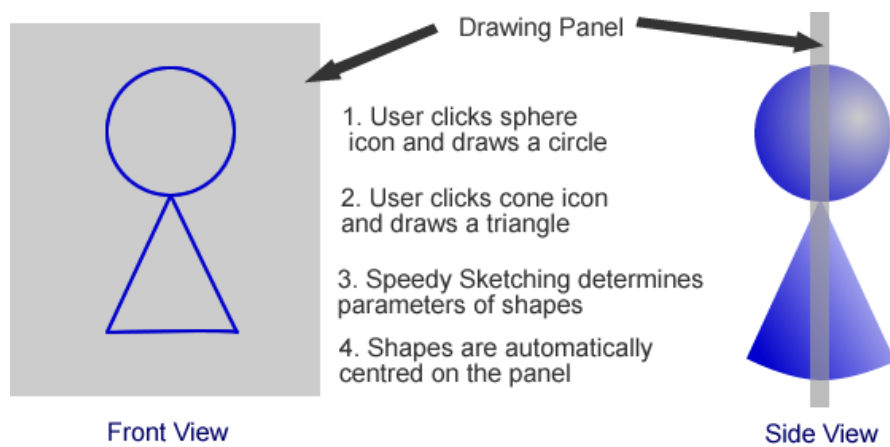 Drawing Panel
1. User clicks sphere
icon and draws a circle
2. User clicks cone icon
and draws a triangle
3. Speedy Sketching determines
parameters of shapes
4. Shapes are automatically
centred on the panel
Front View
Side View